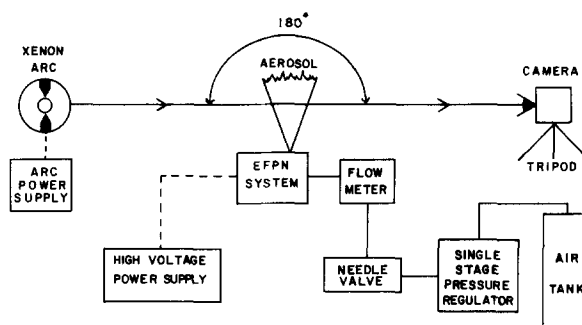 180°
XENON
ARC
AEROSOL
CAMERA
ARC
POWER
SUPPLY
EFPN
SYSTEM
FLOW
METER
TRIPOD
HIGH VOLTAGE
POWER SUPPLY
NEEDLE
VALVE
SINGLE
STAGE
PRESSURE
REGULATOR
AIR
TANK